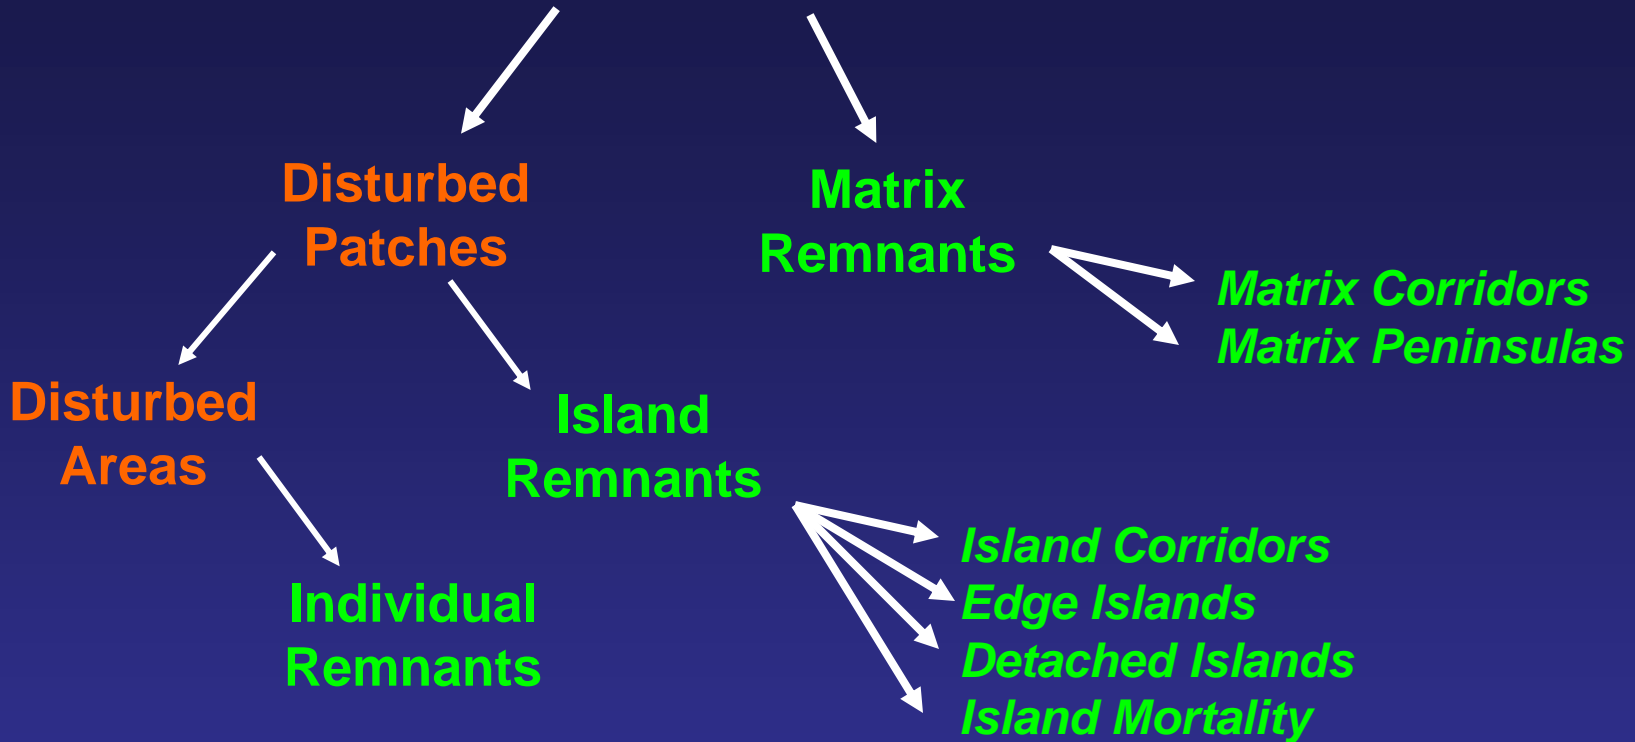 Disturbed
Patches
Matrix
Remnants
Matrix Corridors
Matrix Peninsulas
Disturbed
Areas
Island
Remnants
Island Corridors
Edge Islands
Detached Islands
Island Mortality
Individual
Remnants